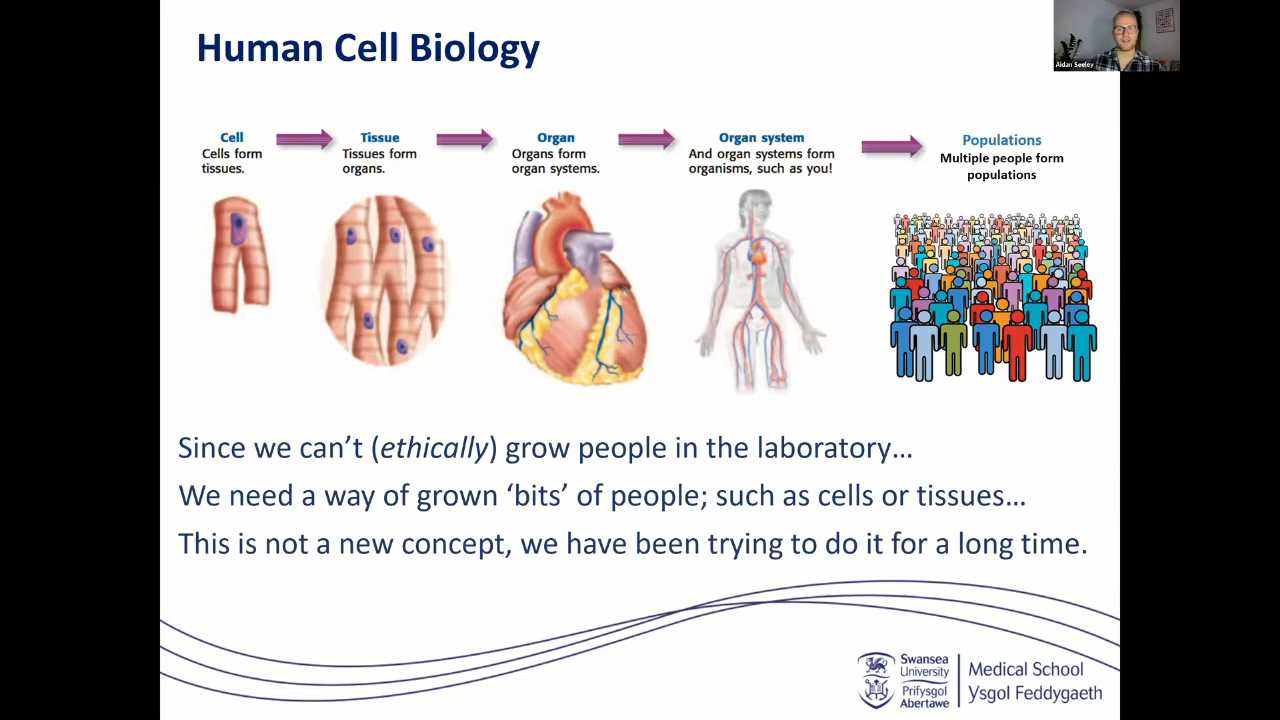 Human Cell Biology
Aidan Seeley
Cell
Cells form
tissues.
Tissue
Tissues form
organs.
Organ
Organs form
organ systems.
Organ system
And organ systems form
organisms, such as you!
Populations
Multiple people form
populations
Since we can’t (ethically) grow people in the laboratory…
We need a way of grown ‘bits’ of people; such as cells or tissues…
This is not a new concept, we have been trying to do it for a long time.
Swansea
University
Prifysgol
Abertawe
Medical School
Ysgol Feddygaeth